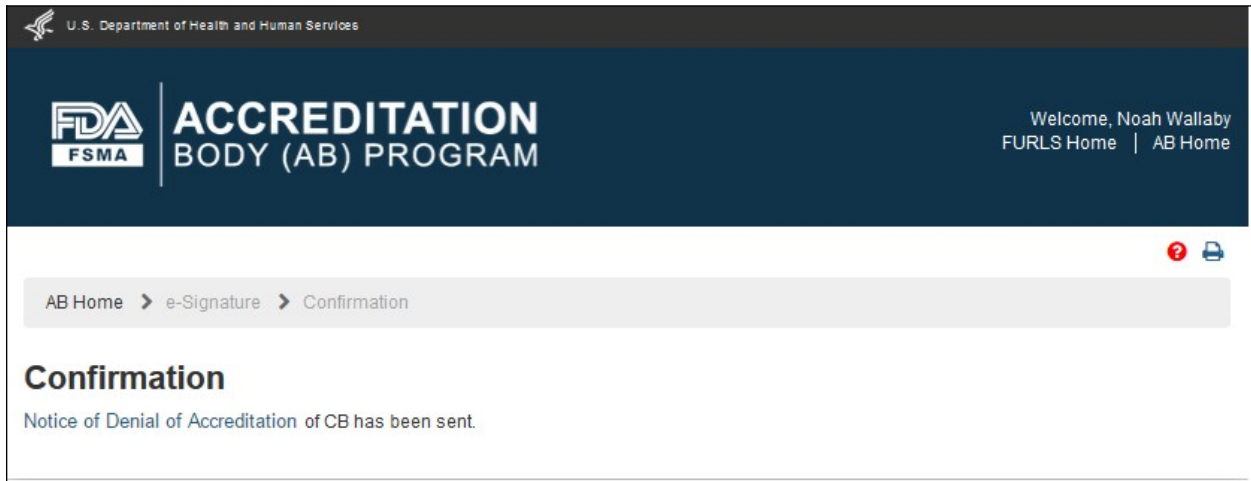 U.S. Department of Health and Human Services
FDA
FSMA
ACCREDITATION
BODY (AB) PROGRAM
Welcome, Noah Wallaby
FURLS Home | AB Home
?
AB Home > e-Signature > Confirmation
Confirmation
Notice of Denial of Accreditation of CB has been sent.